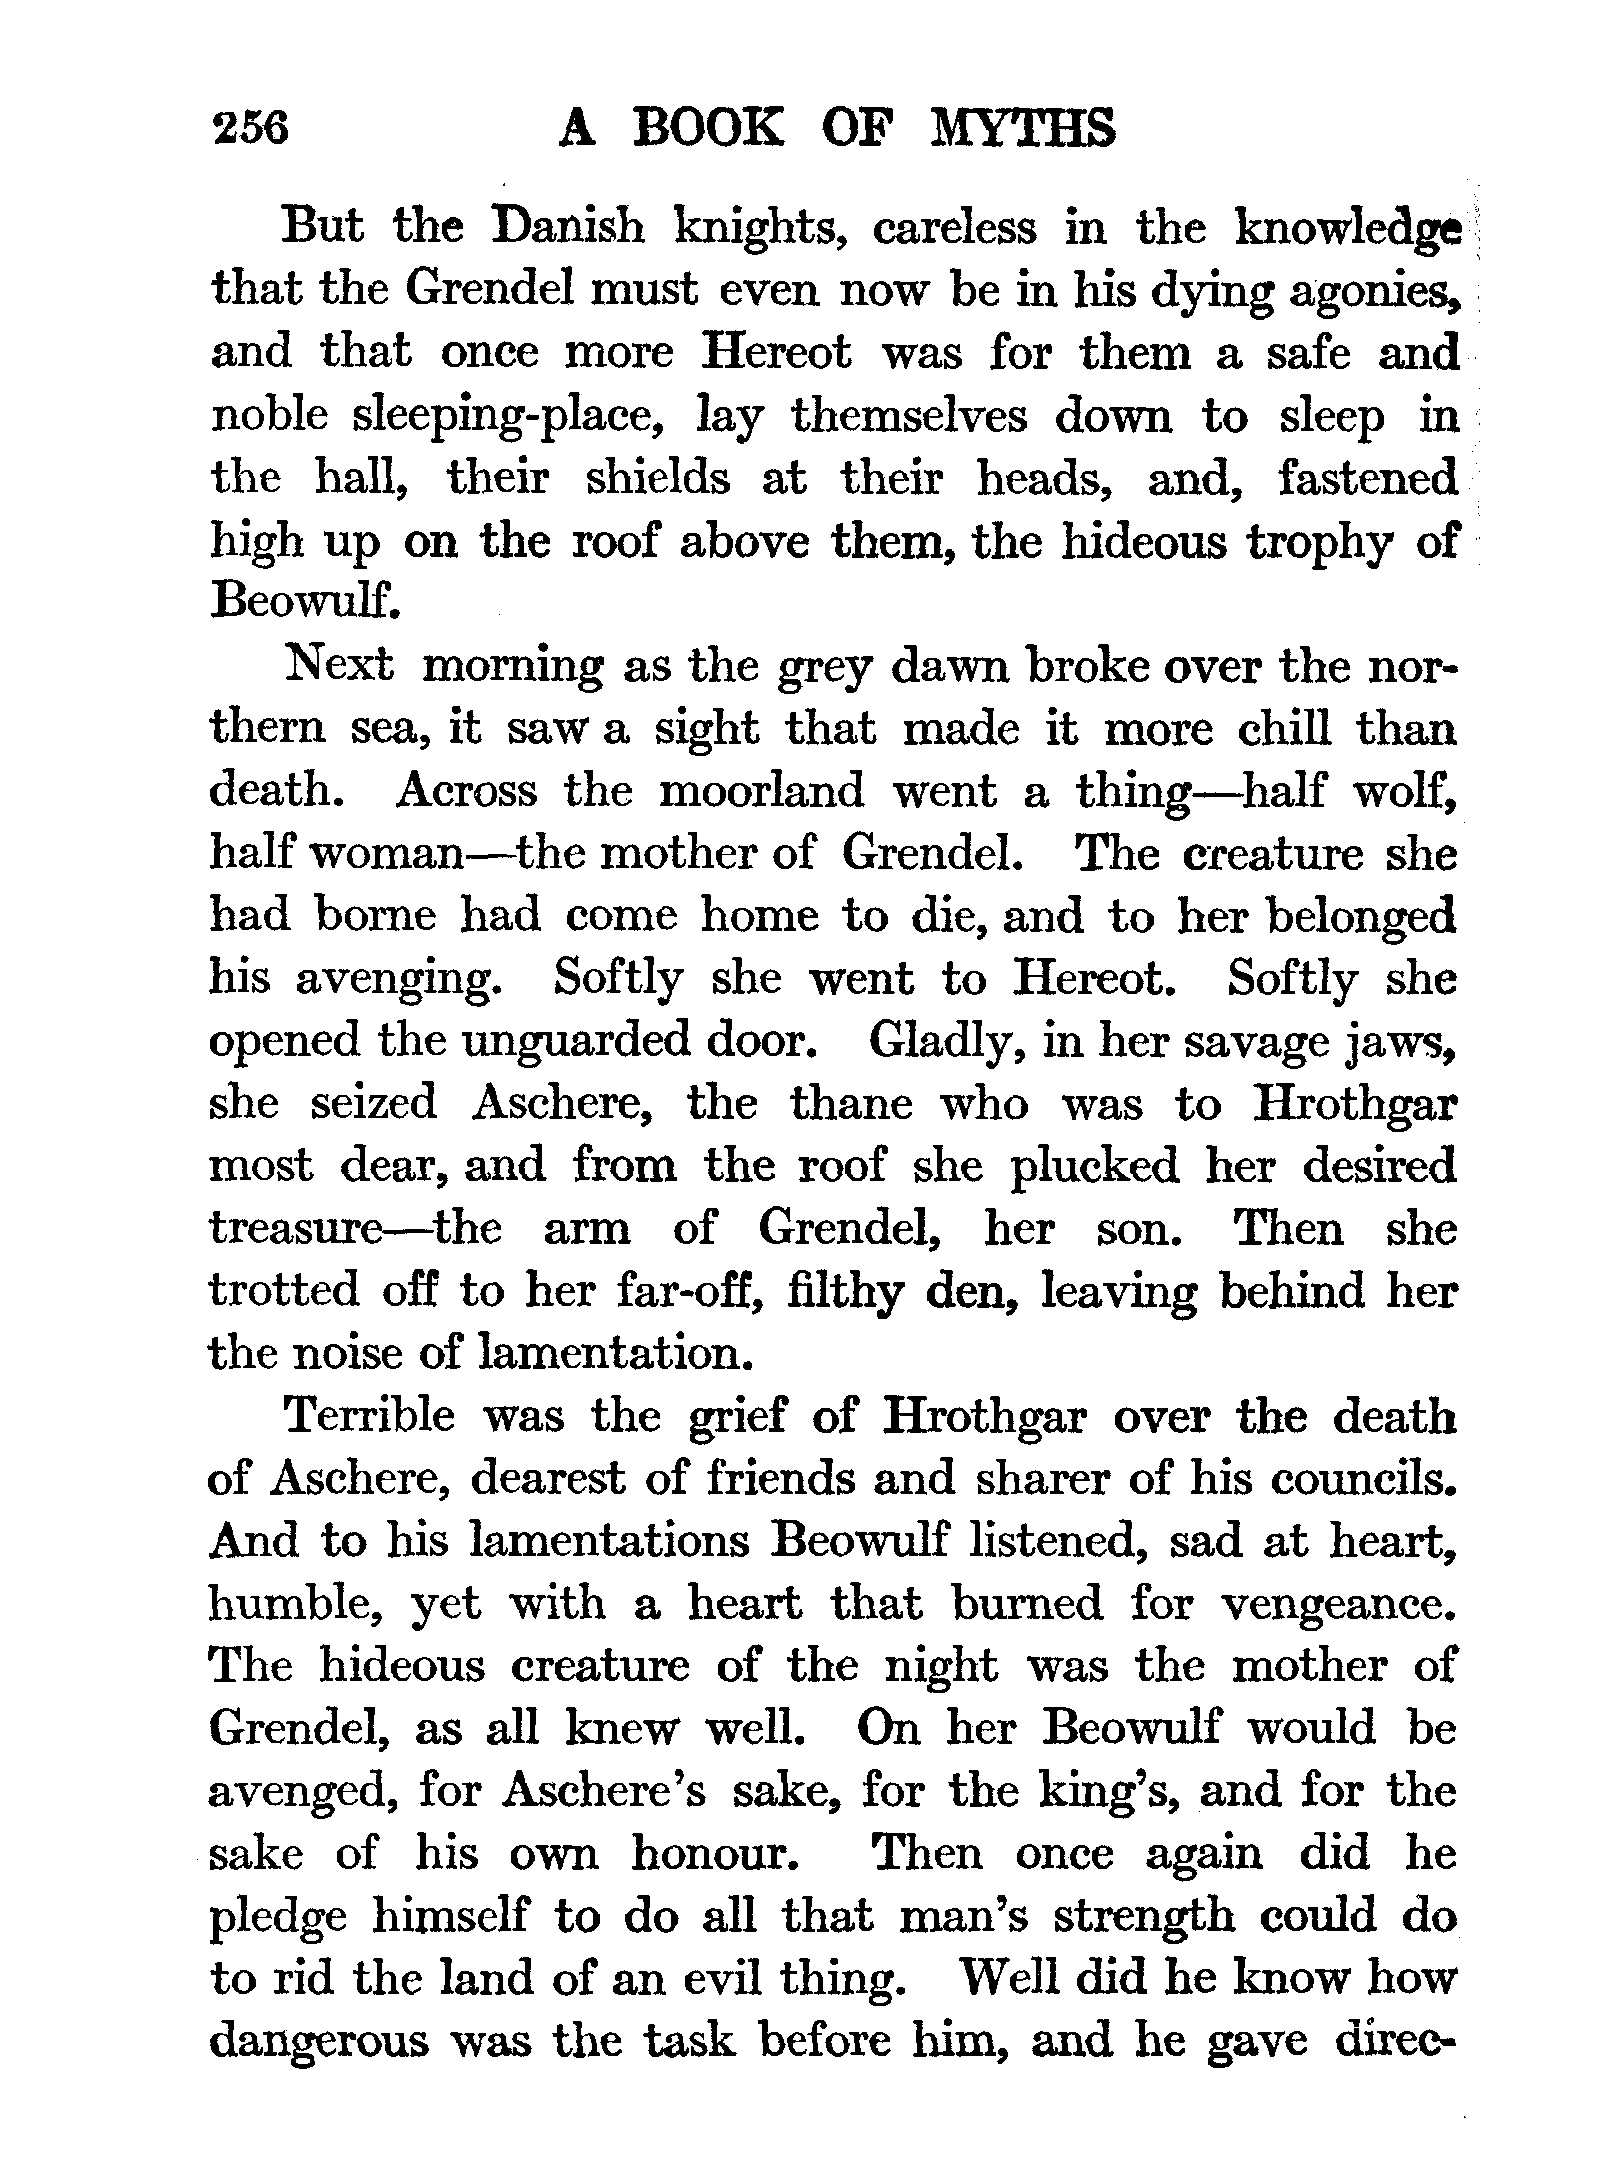 256 A BOOK OF MYTHS
But the Danish knights, careless in the knowledge
that the Grendel must even now be in his dying agonies,
and that once more Hereot was for them a safe and
noble sleeping-place, lay themselves down to sleep in
the hall, their shields at their heads, and, fastened
high up on the roof above them, the hideous trophy of
Beowulf.
Next morning as the grey dawn broke over the nor-
thern sea, it saw a sight that made it more chill than
death. Across the moorland went a thing—half wolf,
half woman—the mother of Grendel. The creature she
had borne had come home to die, and to her belonged
his avenging. Softly she went to Hereot. Softly she
opened the unguarded door. Gladly, in her savage jaws,
she seized Aschere, the thane who was to Hrothgar
most dear, and from the roof she plucked her desired
treasure—the arm of Grendel, her son. Then she
trotted off to her far-off, filthy den, leaving behind her
the noise of lamentation.
Terrible was the grief of Hrothgar over the death
of Aschere, dearest of friends and sharer of his councils.
And to his lamentations Beowulf listened, sad at heart,
humble, yet with a heart that burned for vengeance.
The hideous creature of the night was the mother of
Grendel, as all knew well. On her Beowulf would be
avenged, for Aschere's sake, for the king's, and for the
sake of his own honour. Then once again did he
pledge himself to do all that man's strength could do
to rid the land of an evil thing. Well did he know how
dangerous was the task before him, and he gave direc-